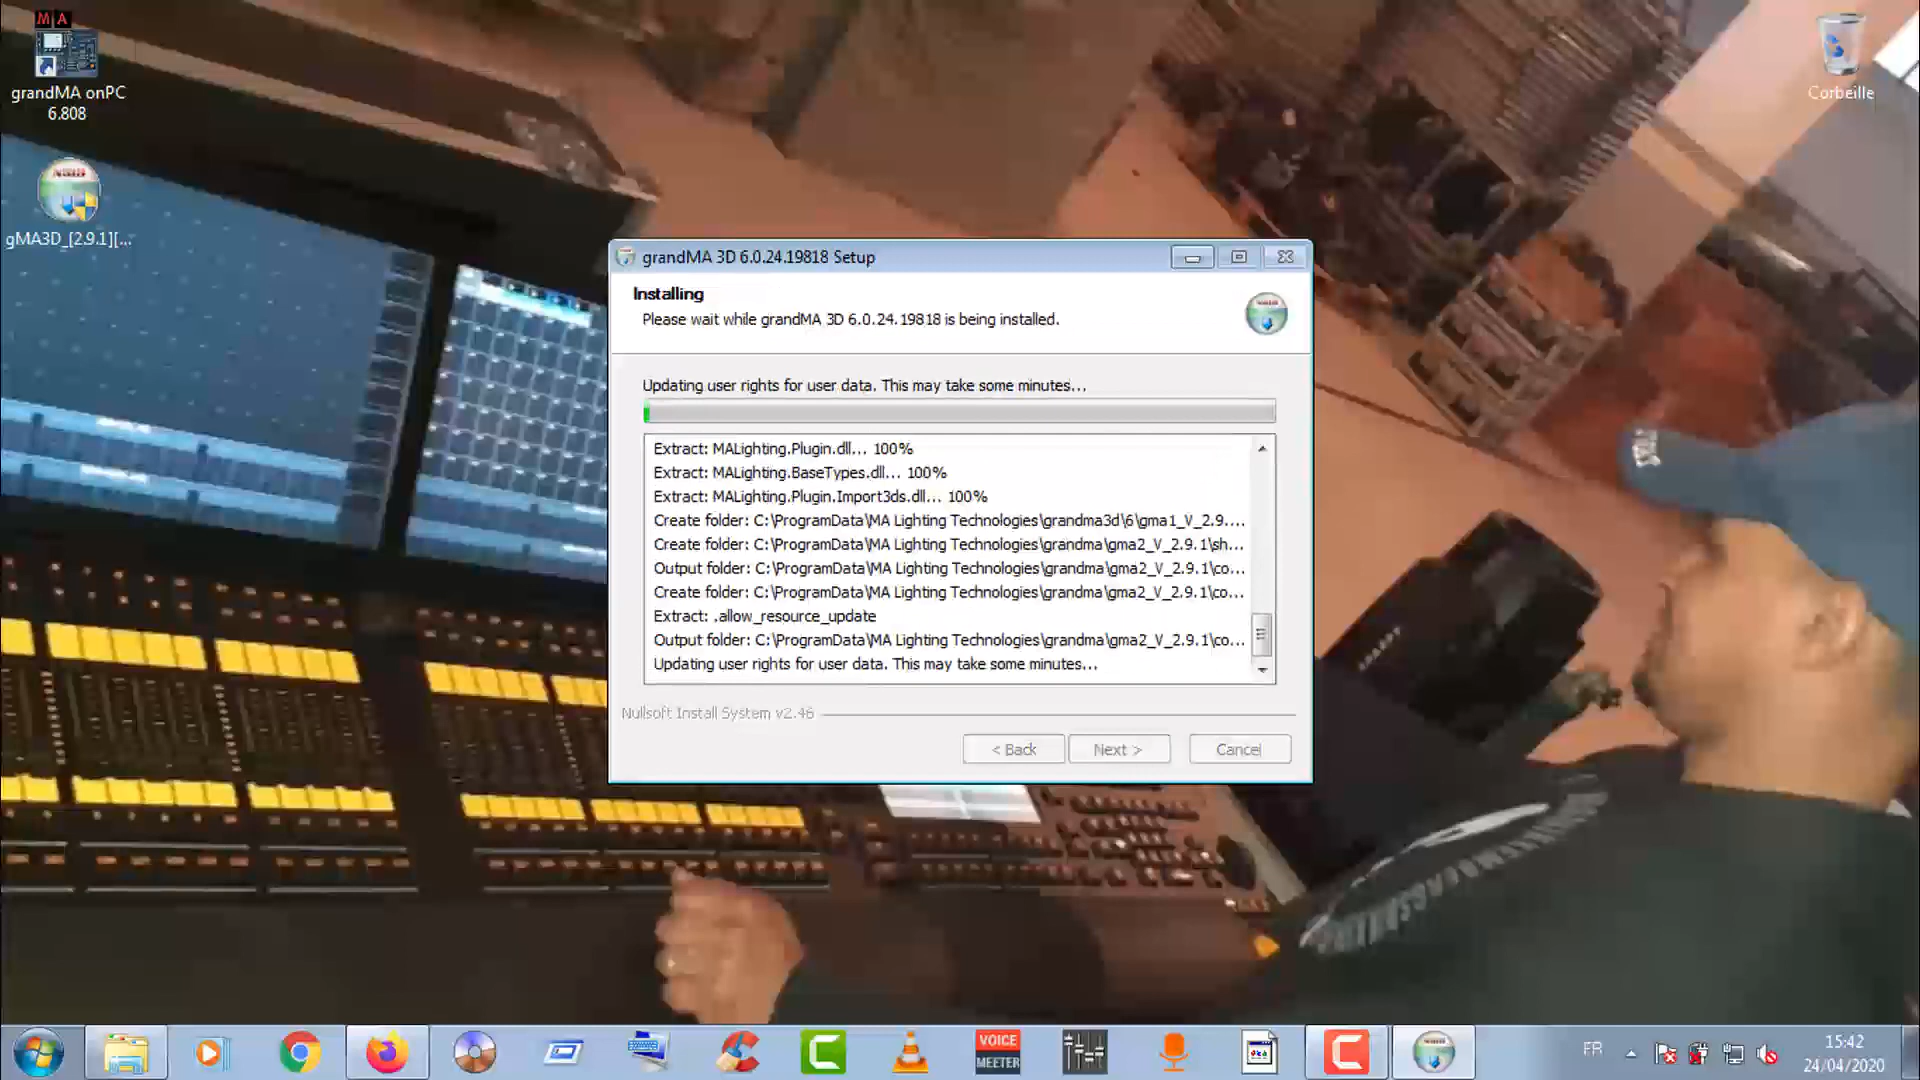 MA
grandMA onPC
6.808
gMA3D_[2.9.1][...
Corbeille
grandMA 3D 6.0.24.19818 Setup
Installing
Please wait while grandMA 3D 6.0.24.19818 is being installed.
Updating user rights for user data. This may take some minutes...
Extract: MALighting.Plugin.dll... 100%
Extract: MALighting.BaseTypes.dll... 100%
Extract: MALighting.Plugin.Import3ds.dll... 100%
Create folder: C:\ProgramData\MA Lighting Technologies\grandma3d\6\gma1_V_2.9....
Create folder: C:\ProgramData\MA Lighting Technologies\grandma\gma2_V_2.9.1\sh...
Output folder: C:\ProgramData\MA Lighting Technologies\grandma\gma2_V_2.9.1\co...
Create folder: C:\ProgramData\MA Lighting Technologies\grandma\gma2_V_2.9.1\co...
Extract: .allow_resource_update
Output folder: C:\ProgramData\MA Lighting Technologies\grandma\gma2_V_2.9.1\co...
Updating user rights for user data. This may take some minutes...
Nullsoft Install System v2.46
< Back
Next >
Cancel
VOICE
MEETER
FR
15:42
24/04/2020